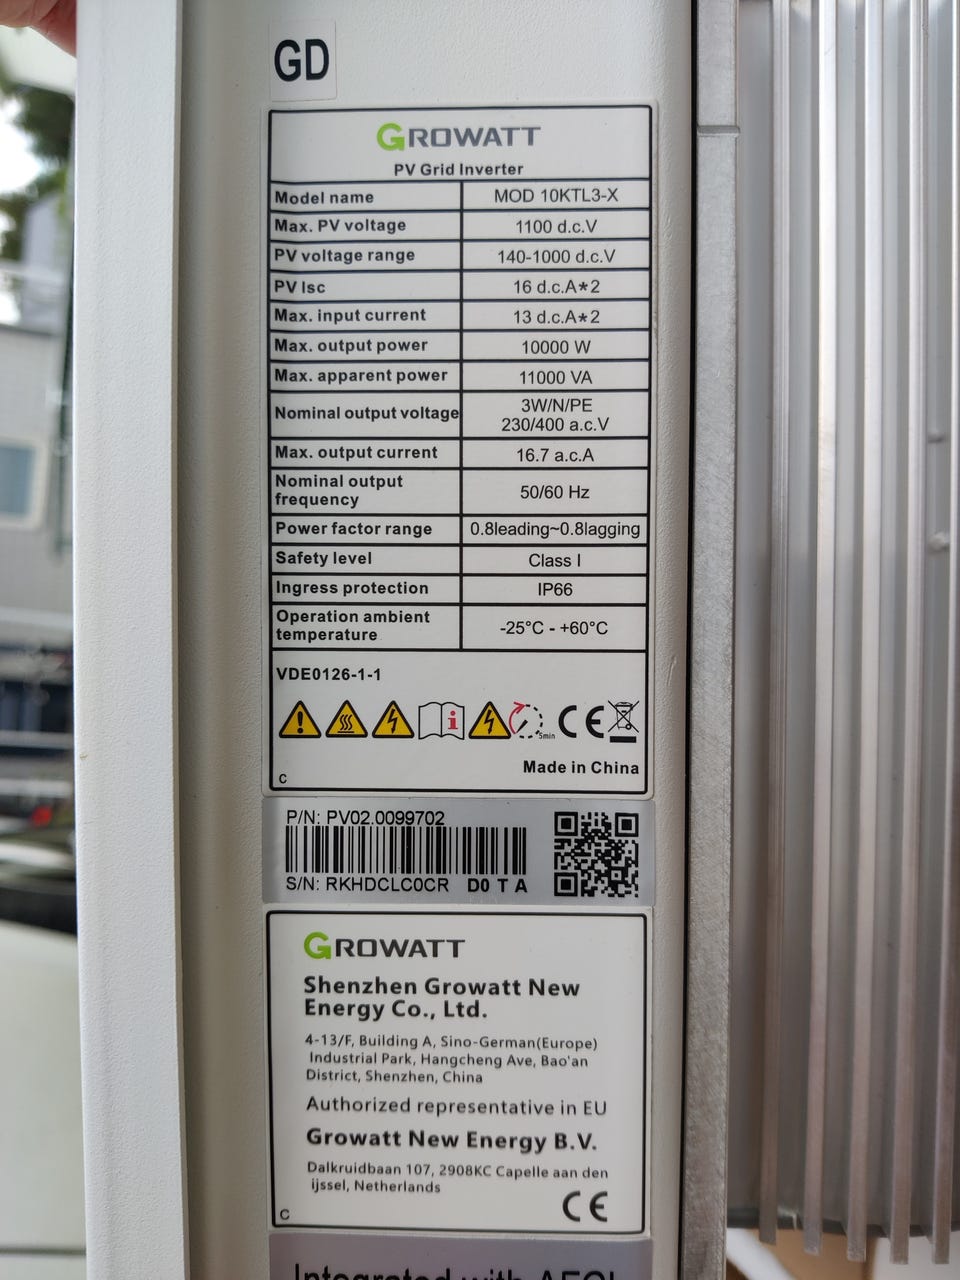 GD
GROWATT
PV Grid Inverter
Model name MOD 10KTL3-X
Max. PV voltage 1100 d.c.V
PV voltage range 140-1000 d.c.V
PV Isc 16 d.c.A*2
Max. input current 13 d.c.A*2
Max. output power 10000 W
Max. apparent power 11000 VA
Nominal output voltage 3W/N/PE
230/400 a.c.V
Max. output current 16.7 a.c.A
Nominal output
frequency 50/60 Hz
Power factor range 0.8leading~0.8lagging
Safety level Class I
Ingress protection IP66
Operation ambient
temperature -25°C - +60°C
VDE0126-1-1
5min CE
Made in China
C
P/N: PV02.0099702
S/N: RKHDCLC0CR D0 T A
GROWATT
Shenzhen Growatt New
Energy Co., Ltd.
4-13/F, Building A, Sino-German(Europe)
Industrial Park, Hangcheng Ave, Bao'an
District, Shenzhen, China
Authorized representative in EU
Growatt New Energy B.V.
Dalkruidbaan 107, 2908KC Capelle aan den
ijssel, Netherlands
CE
C
Integrated with AFCI